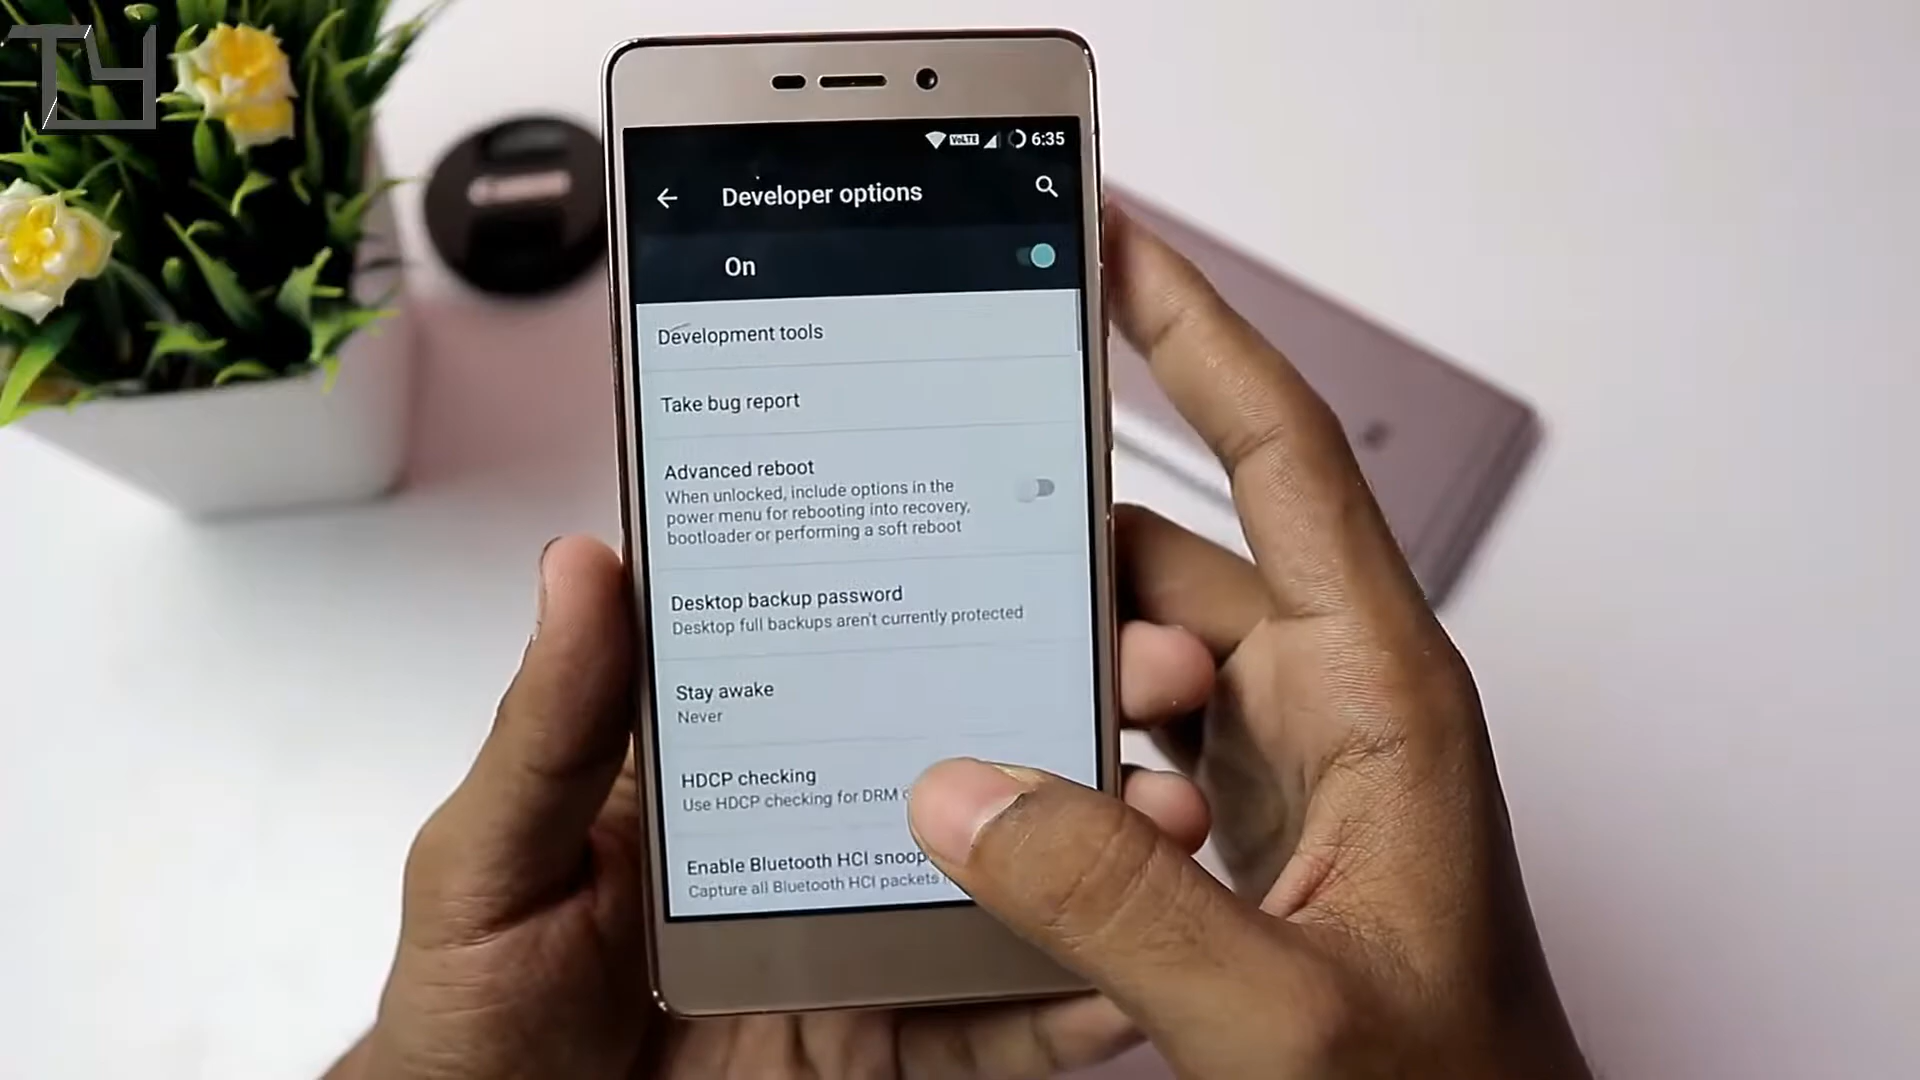 TY
VoLTE 6:35
Developer options
On
Development tools
Take bug report
Advanced reboot
When unlocked, include options in the
power menu for rebooting into recovery,
bootloader or performing a soft reboot
Desktop backup password
Desktop full backups aren't currently protected
Stay awake
Never
HDCP checking
Use HDCP checking for DRM
Enable Bluetooth HCI snoop
Capture all Bluetooth HCI packets